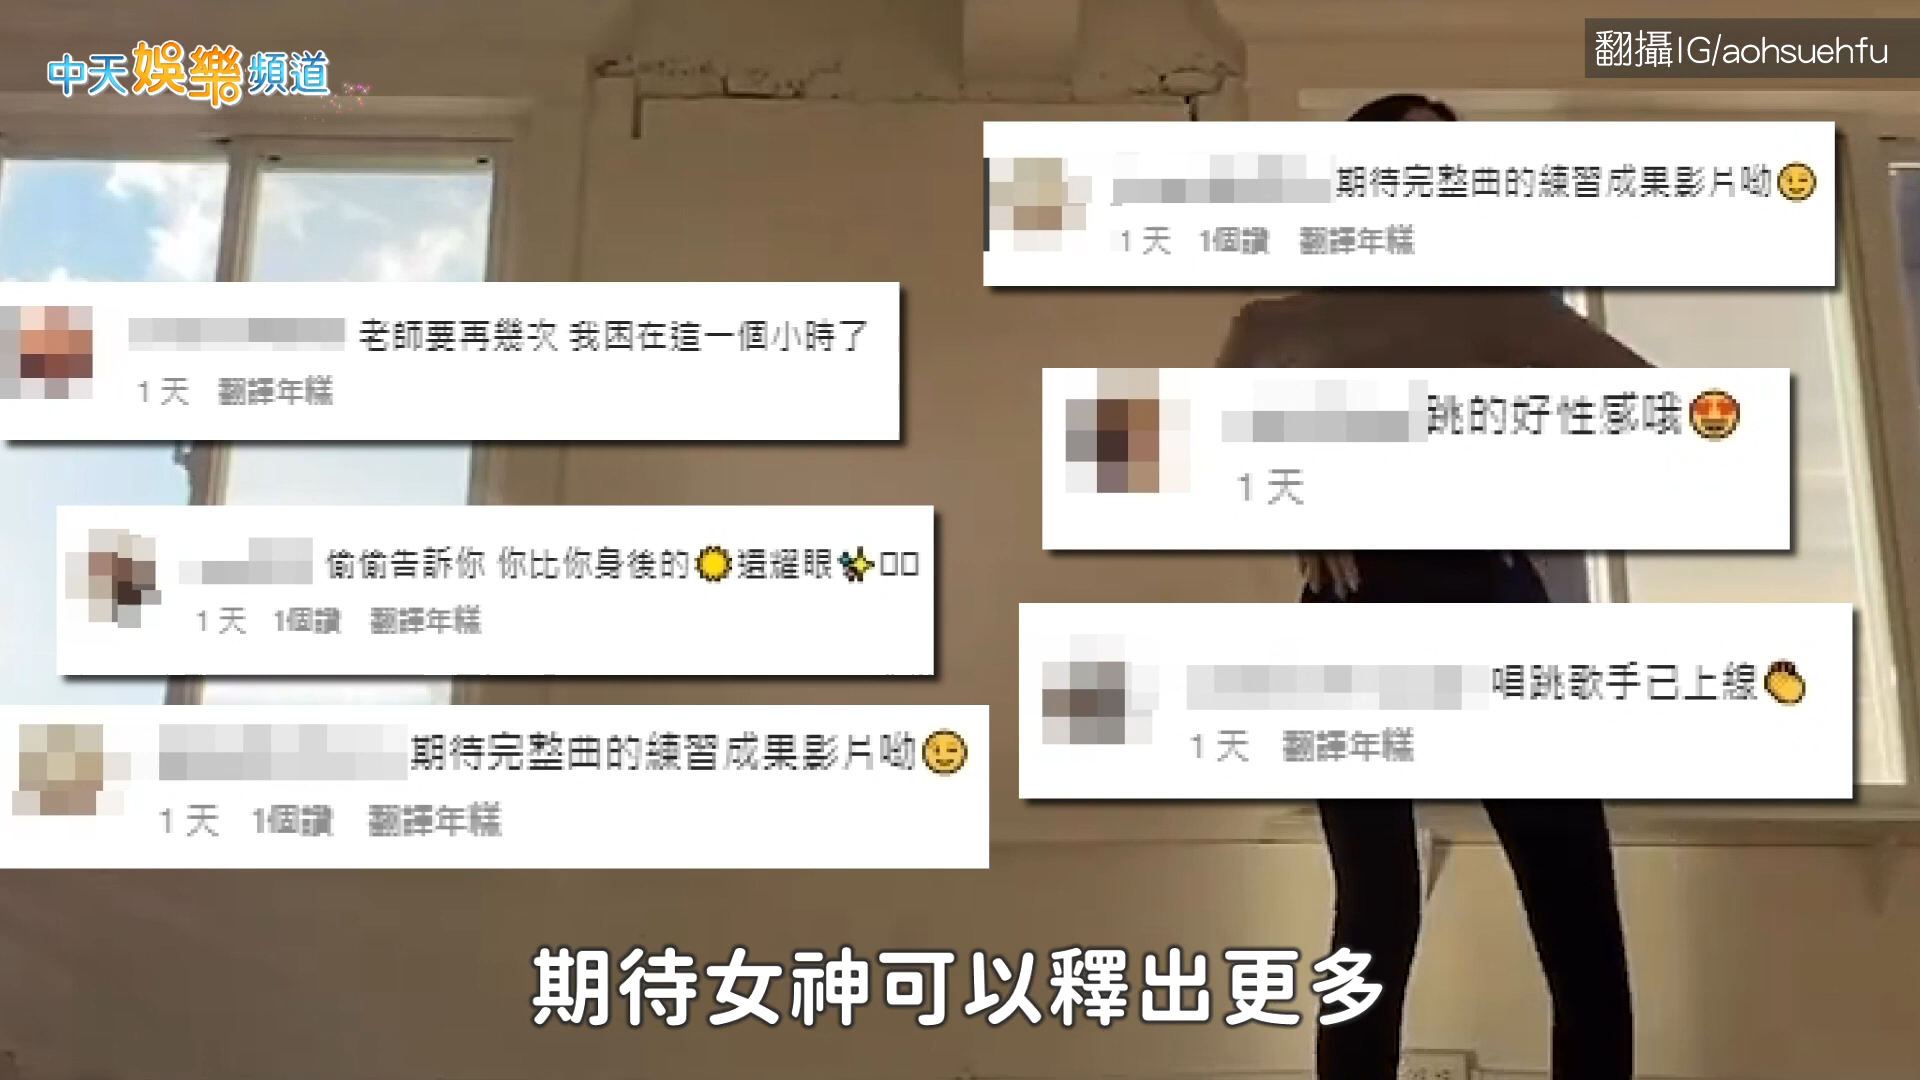 中天娛樂頻道
翻攝IG/aohsuehfu
期待完整曲的練習成果影片呦😉
1 天 1個讚 翻譯年糕
老師要再幾次 我困在這一個小時了
1 天 翻譯年糕
跳的好性感哦🤩
1 天
偷偷告訴你 你比你身後的☀還耀眼✨□□
1 天 1個讚 翻譯年糕
唱跳歌手已上線👏
1 天 翻譯年糕
期待完整曲的練習成果影片呦😉
1 天 1個讚 翻譯年糕
期待女神可以釋出更多